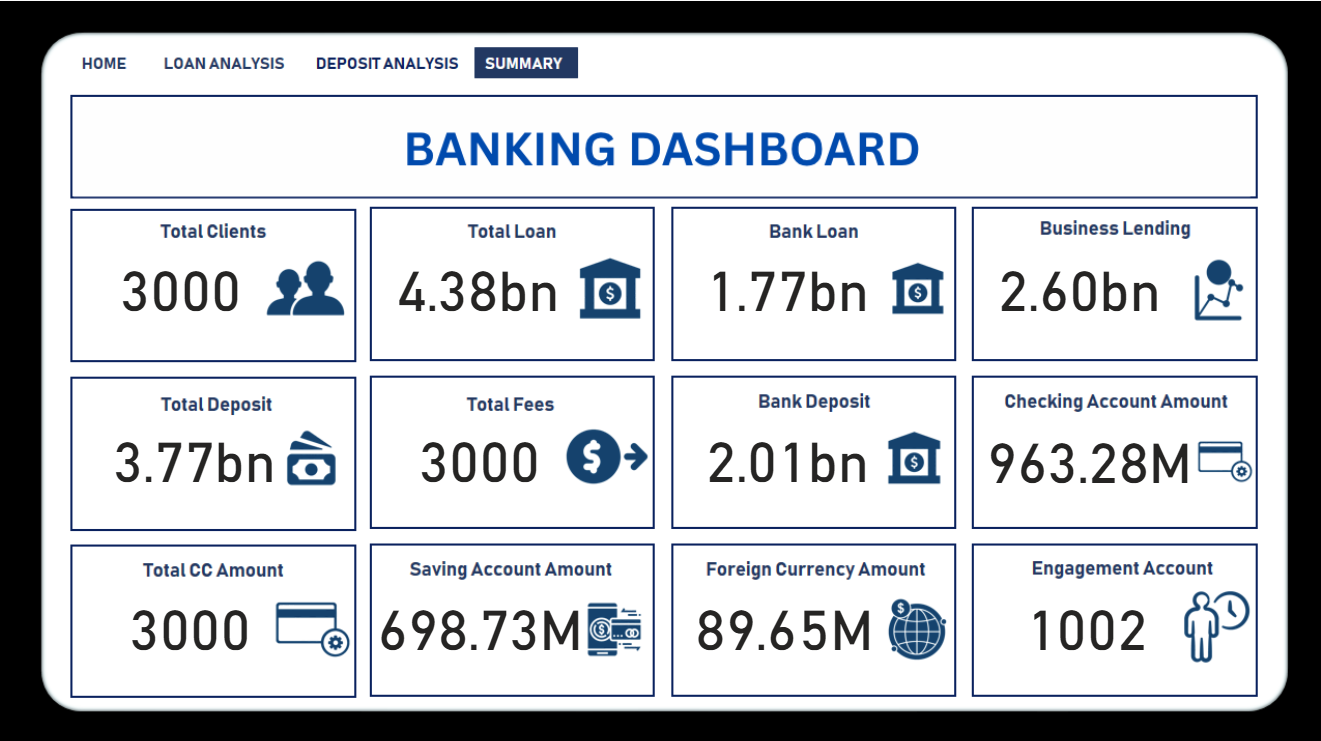 HOME LOAN ANALYSIS DEPOSIT ANALYSIS SUMMARY
BANKING DASHBOARD
Total Clients
3000
Total Loan
4.38bn
Bank Loan
1.77bn
Business Lending
2.60bn
Total Deposit
3.77bn
Total Fees
3000
Bank Deposit
2.01bn
Checking Account Amount
963.28M
Total CC Amount
3000
Saving Account Amount
698.73M
Foreign Currency Amount
89.65M
Engagement Account
1002